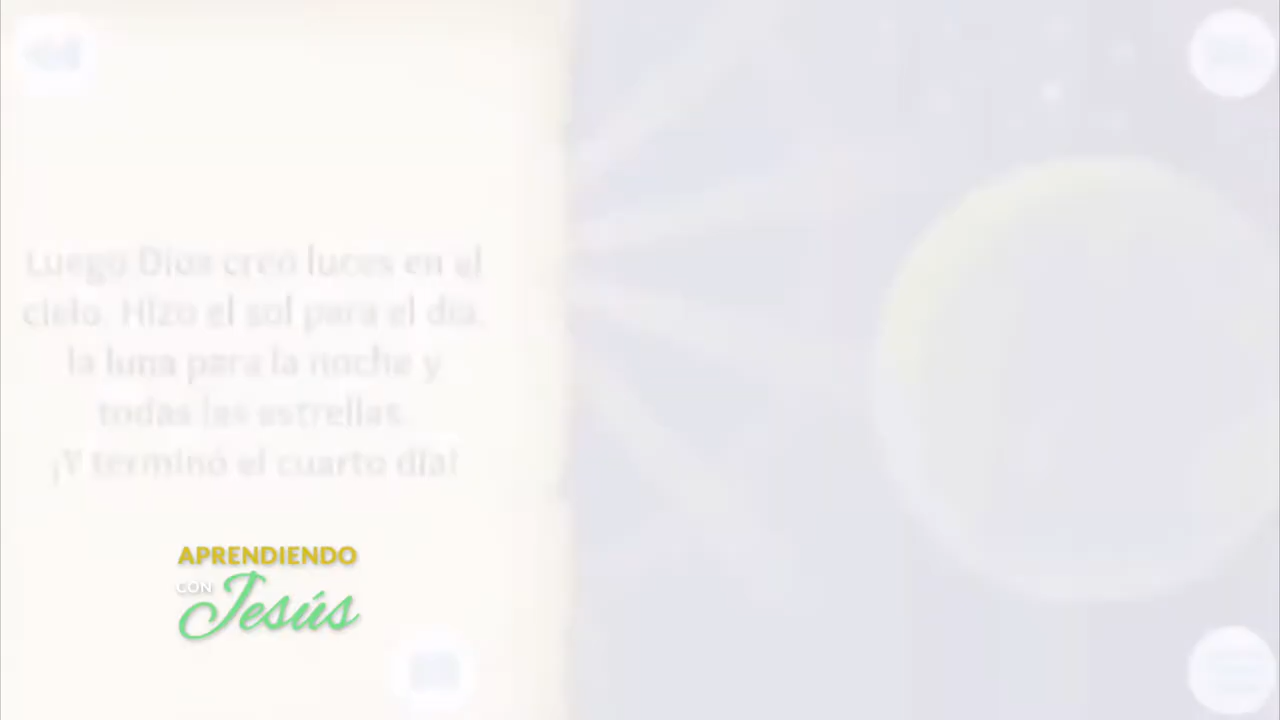 Luego Dios creó luces en el
cielo. Hizo el sol para el día,
la luna para la noche y
todas las estrellas.
¡Y terminó el cuarto día!
APRENDIENDO
CON
Jesús